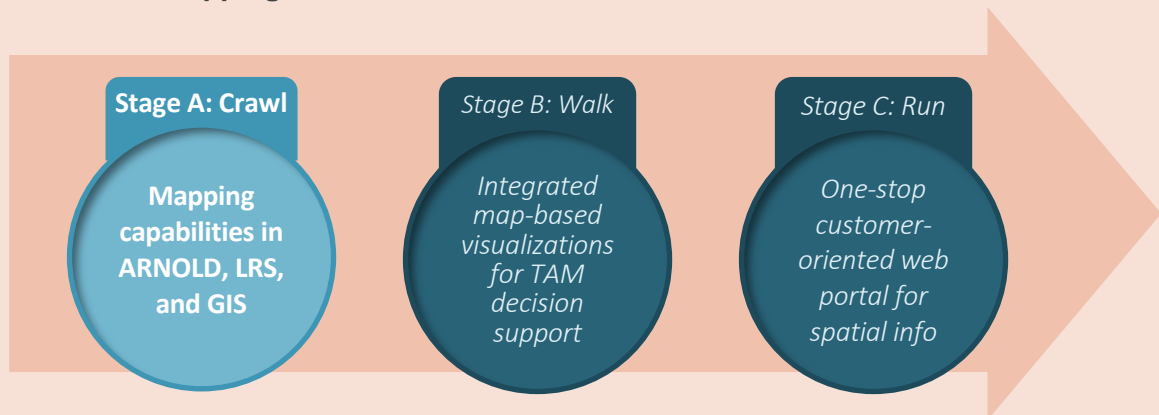 Stage A: Crawl
Mapping
capabilities in
ARNOLD, LRS,
and GIS
Stage B: Walk
Integrated
map-based
visualizations
for TAM
decision
support
Stage C: Run
One-stop
customer-
oriented web
portal for
spatial info